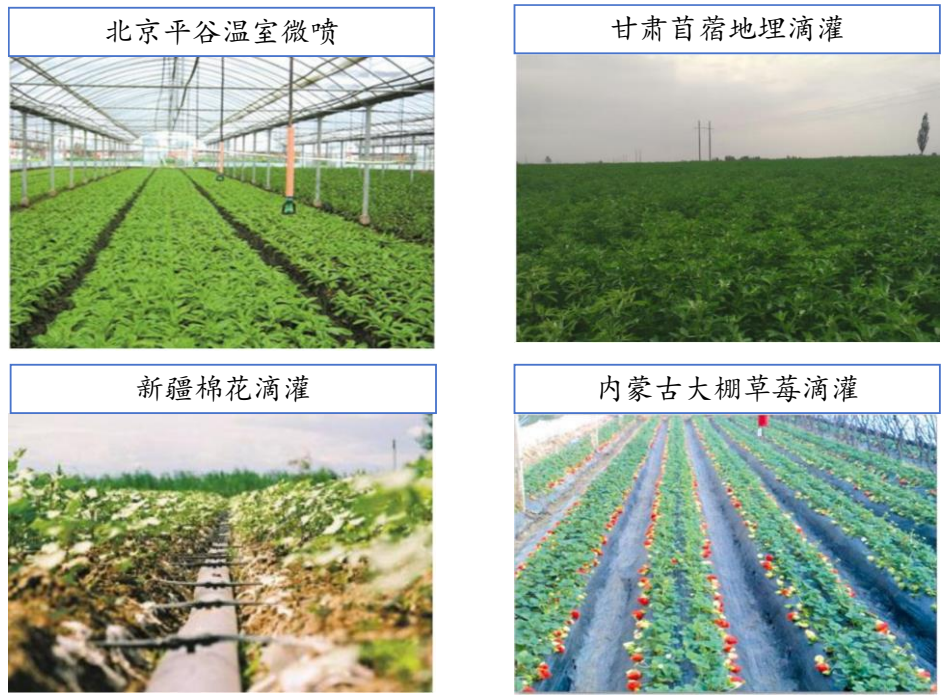 北京平谷温室微喷
甘肃苜蓿地埋滴灌
新疆棉花滴灌
内蒙古大棚草莓滴灌